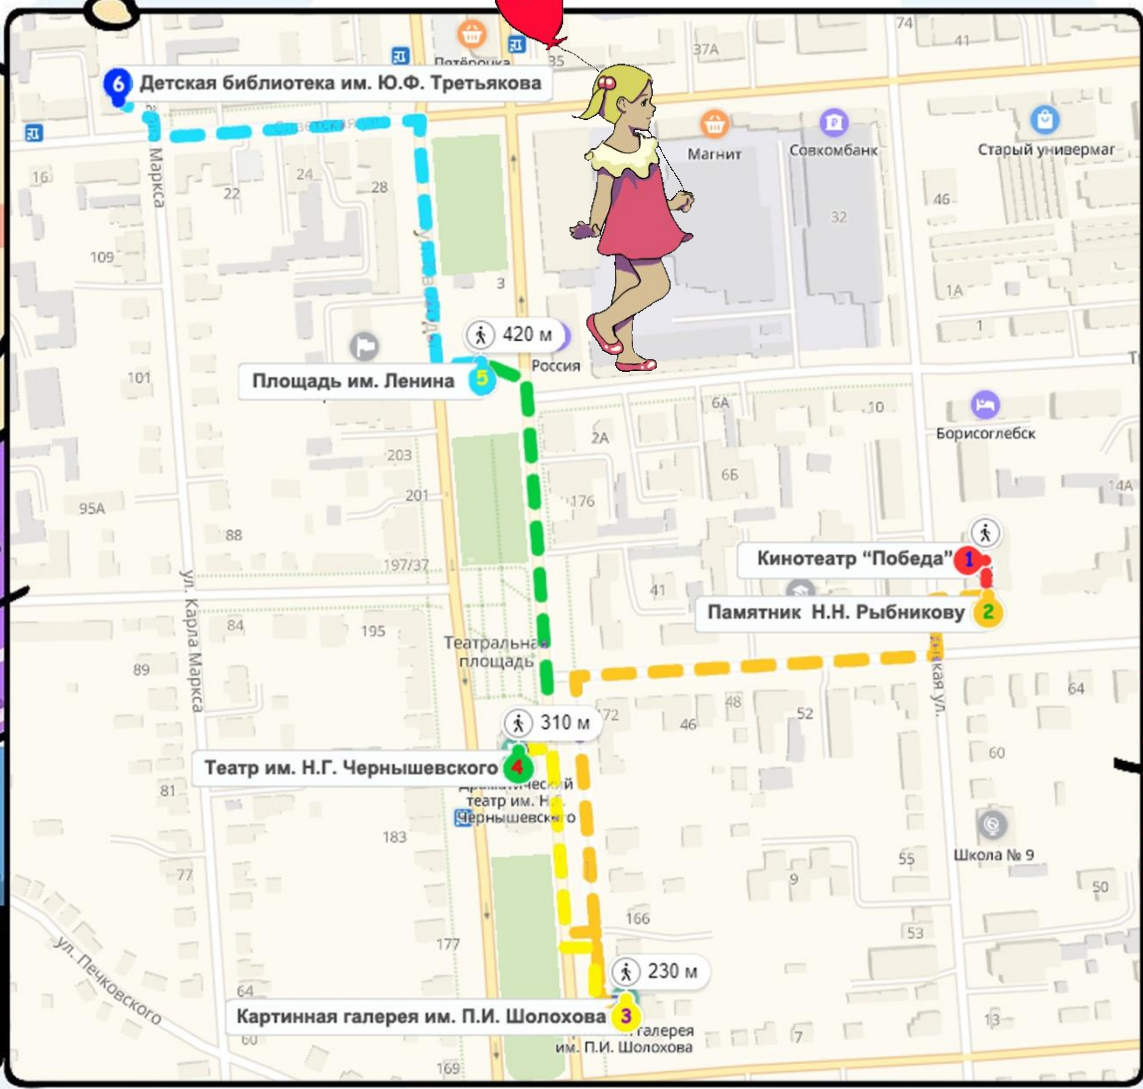 74
41
37А
35
6
Детская библиотека им. Ю.Ф. Третьякова
Магнит
Совкомбанк
Старый универмаг
Маркса
16
22
24
28
32
46
109
3
1А
1
420 м
Россия
101
Площадь им. Ленина
5
6А
10
2А
Борисоглебск
203
6Б
201
176
14А
95А
88
197/37
Кинотеатр “Победа”
1
41
Памятник Н.Н. Рыбникову
2
ул. Карла Маркса
84
195
Театральная
площадь
89
64
48
46
52
310 м
60
Театр им. Н.Г. Чернышевского
4
театр им. Н.Г.
Чернышевского
81
183
Школа № 9
77
55
9
50
166
177
53
ул. Печковского
230 м
64
Картинная галерея им. П.И. Шолохова
3
13
галерея
им. П.И. Шолохова
7
60
169